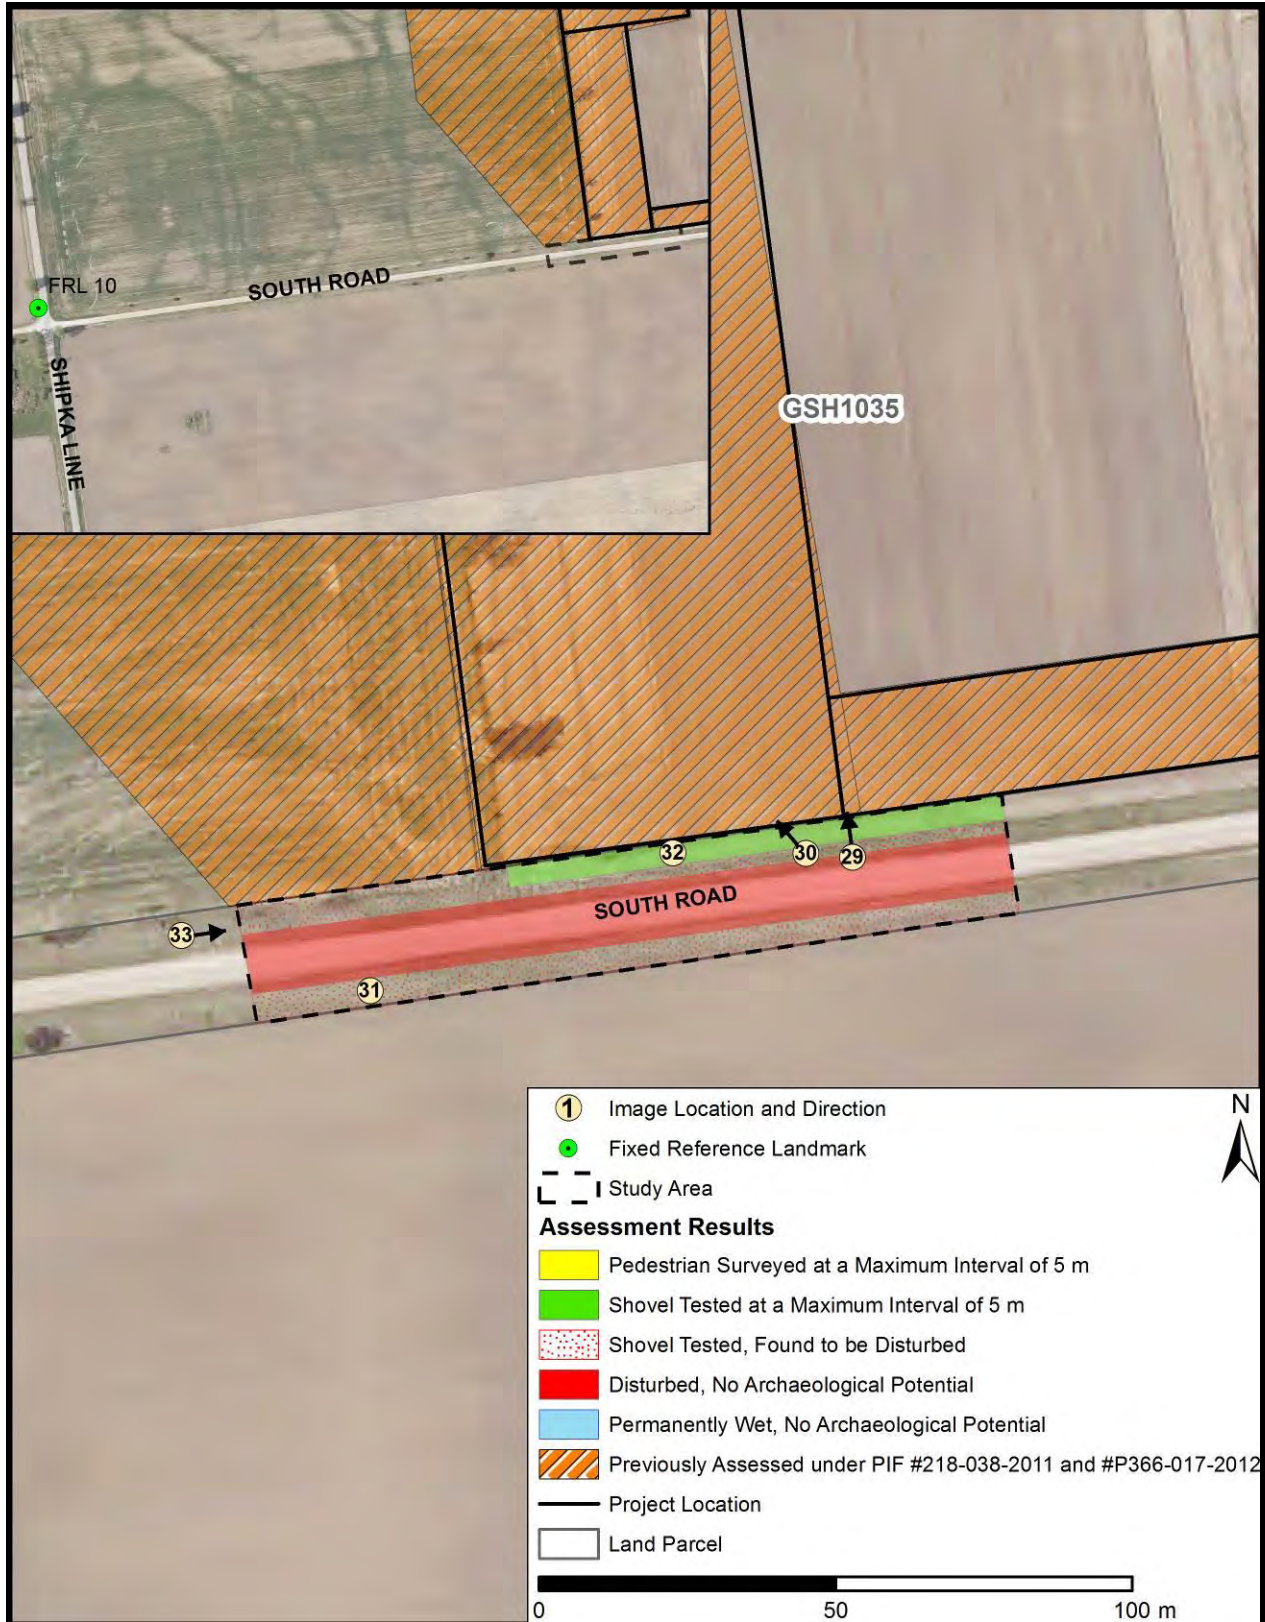 FRL 10
SOUTH ROAD
SHIPKA LINE
GSH1035
32
30
29
SOUTH ROAD
33
31
1 Image Location and Direction
N
Fixed Reference Landmark
Study Area
Assessment Results
Pedestrian Surveyed at a Maximum Interval of 5 m
Shovel Tested at a Maximum Interval of 5 m
Shovel Tested, Found to be Disturbed
Disturbed, No Archaeological Potential
Permanently Wet, No Archaeological Potential
Previously Assessed under PIF #218-038-2011 and #P366-017-2012
Project Location
Land Parcel
0 50 100 m